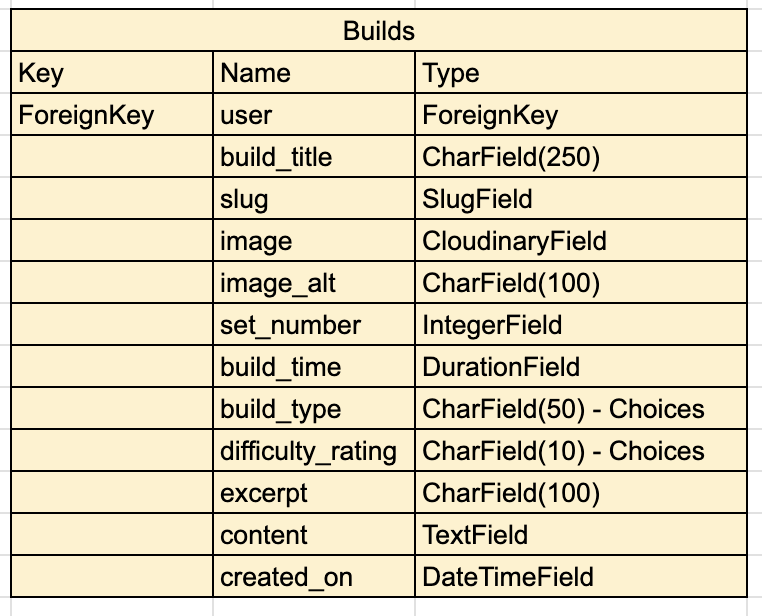 Builds
Key Name Type
ForeignKey user ForeignKey
build_title CharField(250)
slug SlugField
image CloudinaryField
image_alt CharField(100)
set_number IntegerField
build_time DurationField
build_type CharField(50) - Choices
difficulty_rating CharField(10) - Choices
excerpt CharField(100)
content TextField
created_on DateTimeField